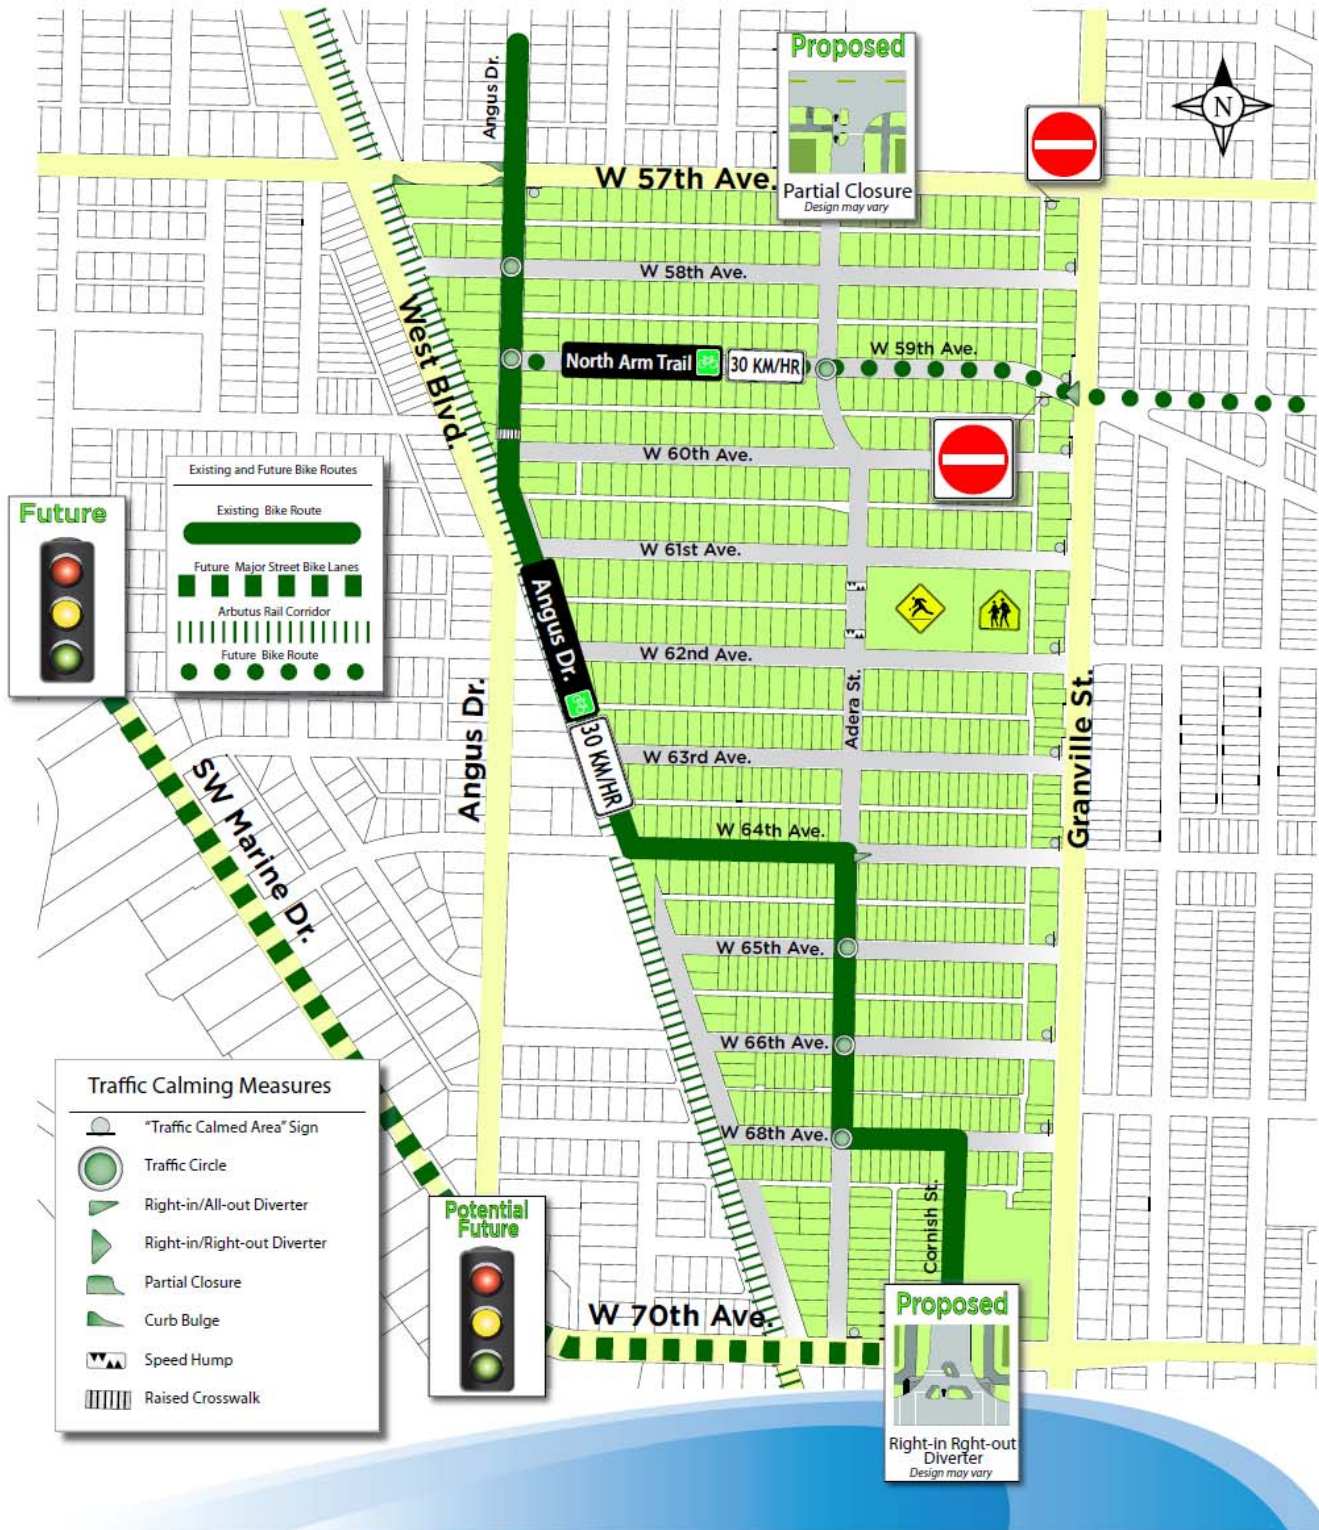 Angus Dr.
Proposed
Partial Closure
Design may vary
N
W 57th Ave.
W 58th Ave.
West Blvd.
North Arm Trail
30 KM/HR
W 59th Ave.
W 60th Ave.
Existing and Future Bike Routes
Existing Bike Route
Future Major Street Bike Lanes
Arbutus Rail Corridor
Future Bike Route
Future
W 61st Ave.
Angus Dr.
30 KM/HR
W 62nd Ave.
Adera St.
Granville St.
Angus Dr.
W 63rd Ave.
SW Marine Dr.
W 64th Ave.
W 65th Ave.
W 66th Ave.
W 68th Ave.
Cornish St.
Traffic Calming Measures
"Traffic Calmed Area" Sign
Traffic Circle
Right-in/All-out Diverter
Right-in/Right-out Diverter
Partial Closure
Curb Bulge
Speed Hump
Raised Crosswalk
Potential
Future
W 70th Ave.
Proposed
Right-in Rght-out
Diverter
Design may vary